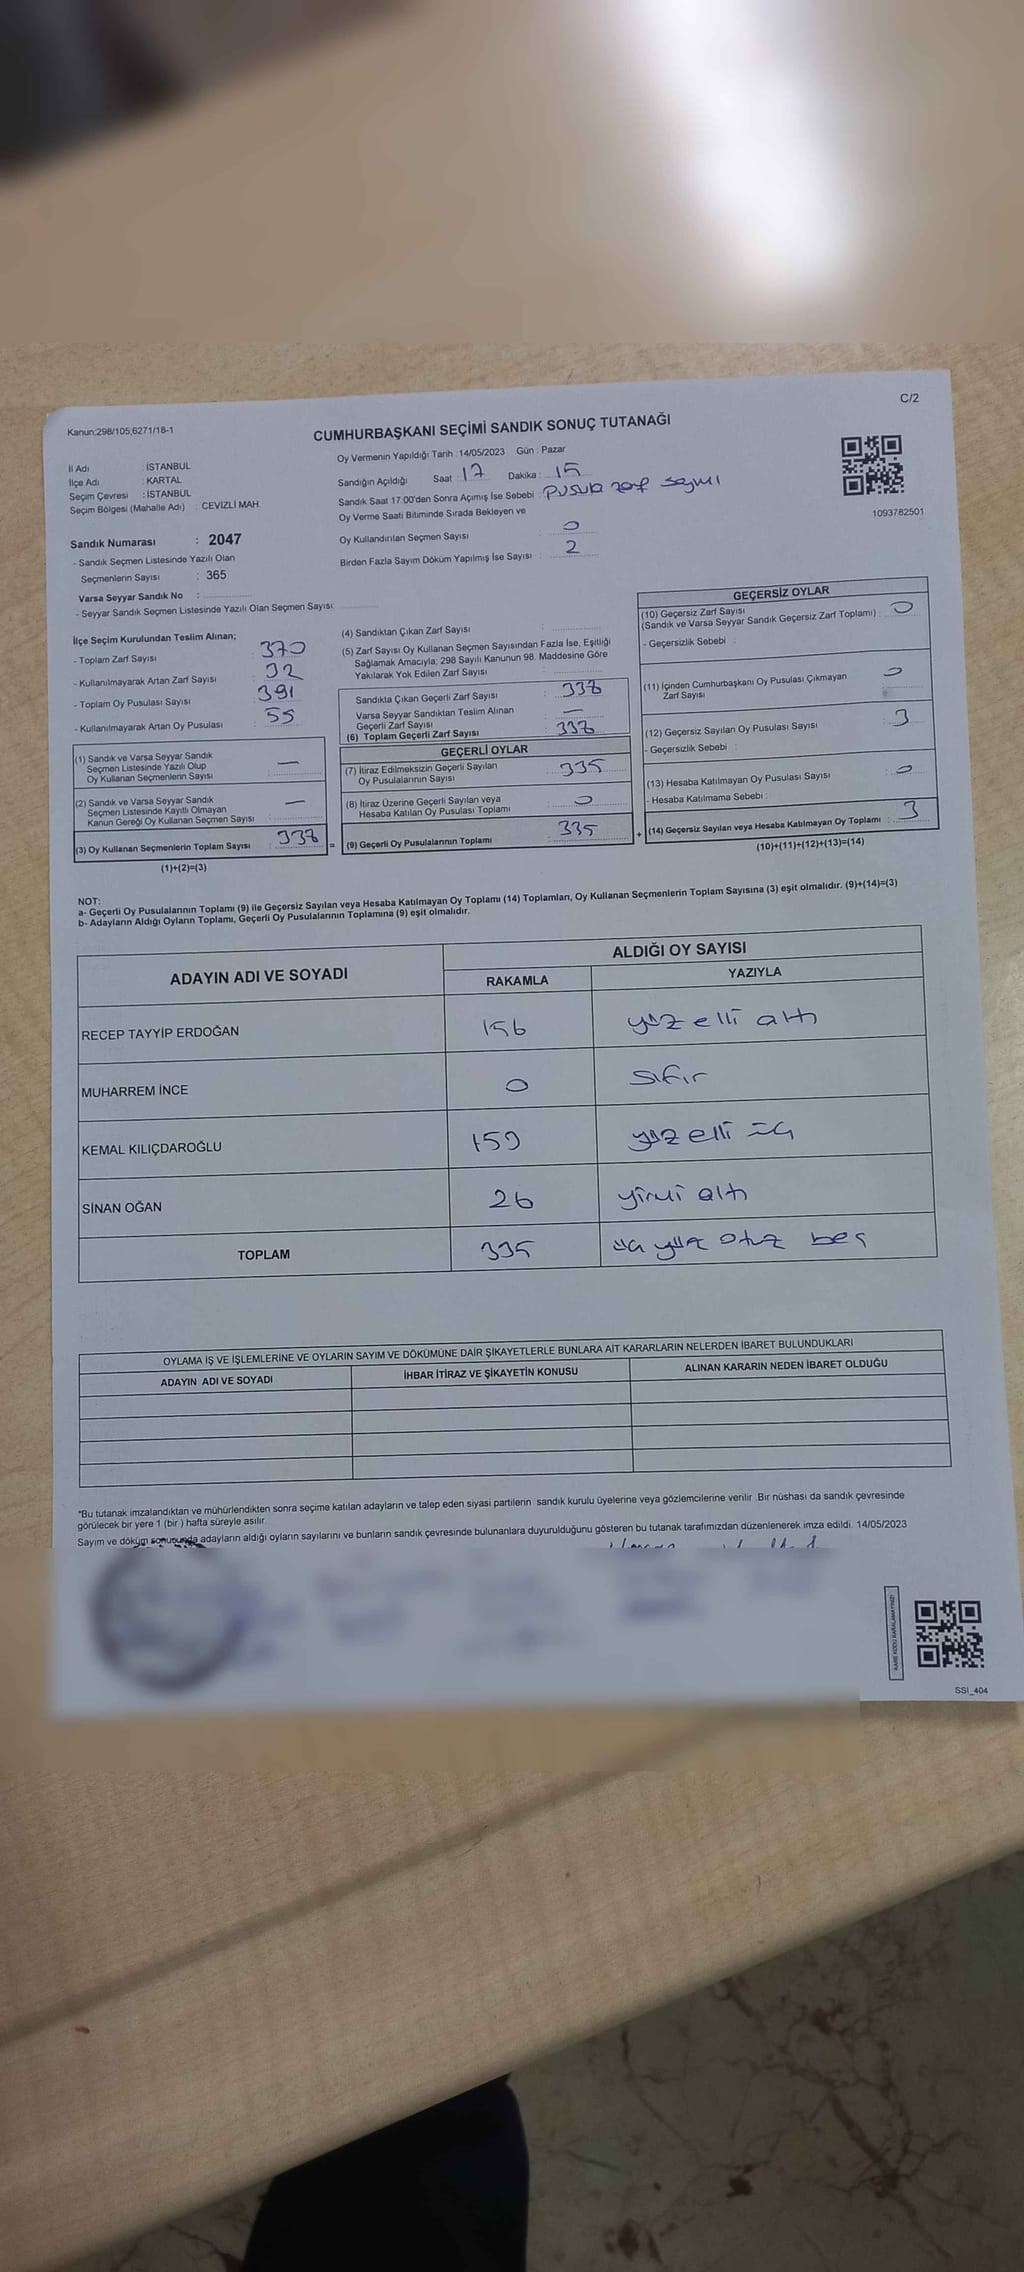 C/2
Kanun;298/105,6271/18-1
CUMHURBAŞKANI SEÇİMİ SANDIK SONUÇ TUTANAĞI
İl Adı : İSTANBUL
İlçe Adı : KARTAL
Seçim Çevresi : İSTANBUL
Seçim Bölgesi (Mahalle Adı) : CEVİZLİ MAH.
Oy Vermenin Yapıldığı Tarih : 14/05/2023 Gün : Pazar
Sandığın Açıldığı Saat : 17 Dakika : 15
Sandık Saat 17:00'den Sonra Açımış İse Sebebi : pusula zarf sayımı
Oy Verme Saati Bitiminde Sırada Bekleyen ve
Oy Kullandırılan Seçmen Sayısı : 0
Birden Fazla Sayım Döküm Yapılmış İse Sayısı : 2
1093782501
Sandık Numarası : 2047
- Sandık Seçmen Listesinde Yazılı Olan
Seçmenlerin Sayısı : 365
Varsa Seyyar Sandık No :
- Seyyar Sandık Seçmen Listesinde Yazılı Olan Seçmen Sayısı:
İlçe Seçim Kurulundan Teslim Alınan;
- Toplam Zarf Sayısı : 370
- Kullanılmayarak Artan Zarf Sayısı : 32
- Toplam Oy Pusulası Sayısı : 391
- Kullanılmayarak Artan Oy Pusulası : 55
(1) Sandık ve Varsa Seyyar Sandık
Seçmen Listesinde Yazılı Olup
Oy Kullanan Seçmenlerin Sayısı : —
(2) Sandık ve Varsa Seyyar Sandık
Seçmen Listesinde Kayıtlı Olmayan
Kanun Gereği Oy Kullanan Seçmen Sayısı : —
(3) Oy Kullanan Seçmenlerin Toplam Sayısı : 338 =
(1)+(2)=(3)
(4) Sandıktan Çıkan Zarf Sayısı :
(5) Zarf Sayısı Oy Kullanan Seçmen Sayısından Fazla İse, Eşitliği
Sağlamak Amacıyla; 298 Sayılı Kanunun 98. Maddesine Göre
Yakılarak Yok Edilen Zarf Sayısı :
Sandıkta Çıkan Geçerli Zarf Sayısı : 338
Varsa Seyyar Sandıktan Teslim Alınan
Geçerli Zarf Sayısı : —
(6) Toplam Geçerli Zarf Sayısı : 338
GEÇERLİ OYLAR
(7) İtiraz Edilmeksizin Geçerli Sayılan
Oy Pusulalarının Sayısı : 335
(8) İtiraz Üzerine Geçerli Sayılan veya
Hesaba Katılan Oy Pusulası Toplamı : 0
(9) Geçerli Oy Pusulalarının Toplamı : 335 +
GEÇERSİZ OYLAR
(10) Geçersiz Zarf Sayısı
(Sandık ve Varsa Seyyar Sandık Geçersiz Zarf Toplamı) : 0
- Geçersizlik Sebebi :
(11) İçinden Cumhurbaşkanı Oy Pusulası Çıkmayan
Zarf Sayısı : 0
(12) Geçersiz Sayılan Oy Pusulası Sayısı : 3
- Geçersizlik Sebebi :
(13) Hesaba Katılmayan Oy Pusulası Sayısı : 0
- Hesaba Katılmama Sebebi :
(14) Geçersiz Sayılan veya Hesaba Katılmayan Oy Toplamı : 3
(10)+(11)+(12)+(13)=(14)
NOT:
a- Geçerli Oy Pusulalarının Toplamı (9) ile Geçersiz Sayılan veya Hesaba Katılmayan Oy Toplamı (14) Toplamları, Oy Kullanan Seçmenlerin Toplam Sayısına (3) eşit olmalıdır. (9)+(14)=(3)
b- Adayların Aldığı Oyların Toplamı, Geçerli Oy Pusulalarının Toplamına (9) eşit olmalıdır.
ADAYIN ADI VE SOYADI ALDIĞI OY SAYISI
RAKAMLA YAZIYLA
RECEP TAYYİP ERDOĞAN 156 yüz elli altı
MUHARREM İNCE 0 sıfır
KEMAL KILIÇDAROĞLU 153 yüz elli üç
SİNAN OĞAN 26 yirmi altı
TOPLAM 335 üç yüz otuz beş
OYLAMA İŞ VE İŞLEMLERİNE VE OYLARIN SAYIM VE DÖKÜMÜNE DAİR ŞİKAYETLERLE BUNLARA AİT KARARLARIN NELERDEN İBARET BULUNDUKLARI
ADAYIN ADI VE SOYADI İHBAR İTİRAZ VE ŞİKAYETİN KONUSU ALINAN KARARIN NEDEN İBARET OLDUĞU
*Bu tutanak imzalandıktan ve mühürlendikten sonra seçime katılan adayların ve talep eden siyasi partilerin sandık kurulu üyelerine veya gözlemcilerine verilir. Bir nüshası da sandık çevresinde
görülecek bir yere 1 (bir) hafta süreyle asılır.
Sayım ve döküm sonucunda adayların aldığı oyların sayılarını ve bunların sandık çevresinde bulunanlara duyurulduğunu gösteren bu tutanak tarafımızdan düzenlenerek imza edildi. 14/05/2023
KARE KODU KARALAMAYINIZ!
SSI_404